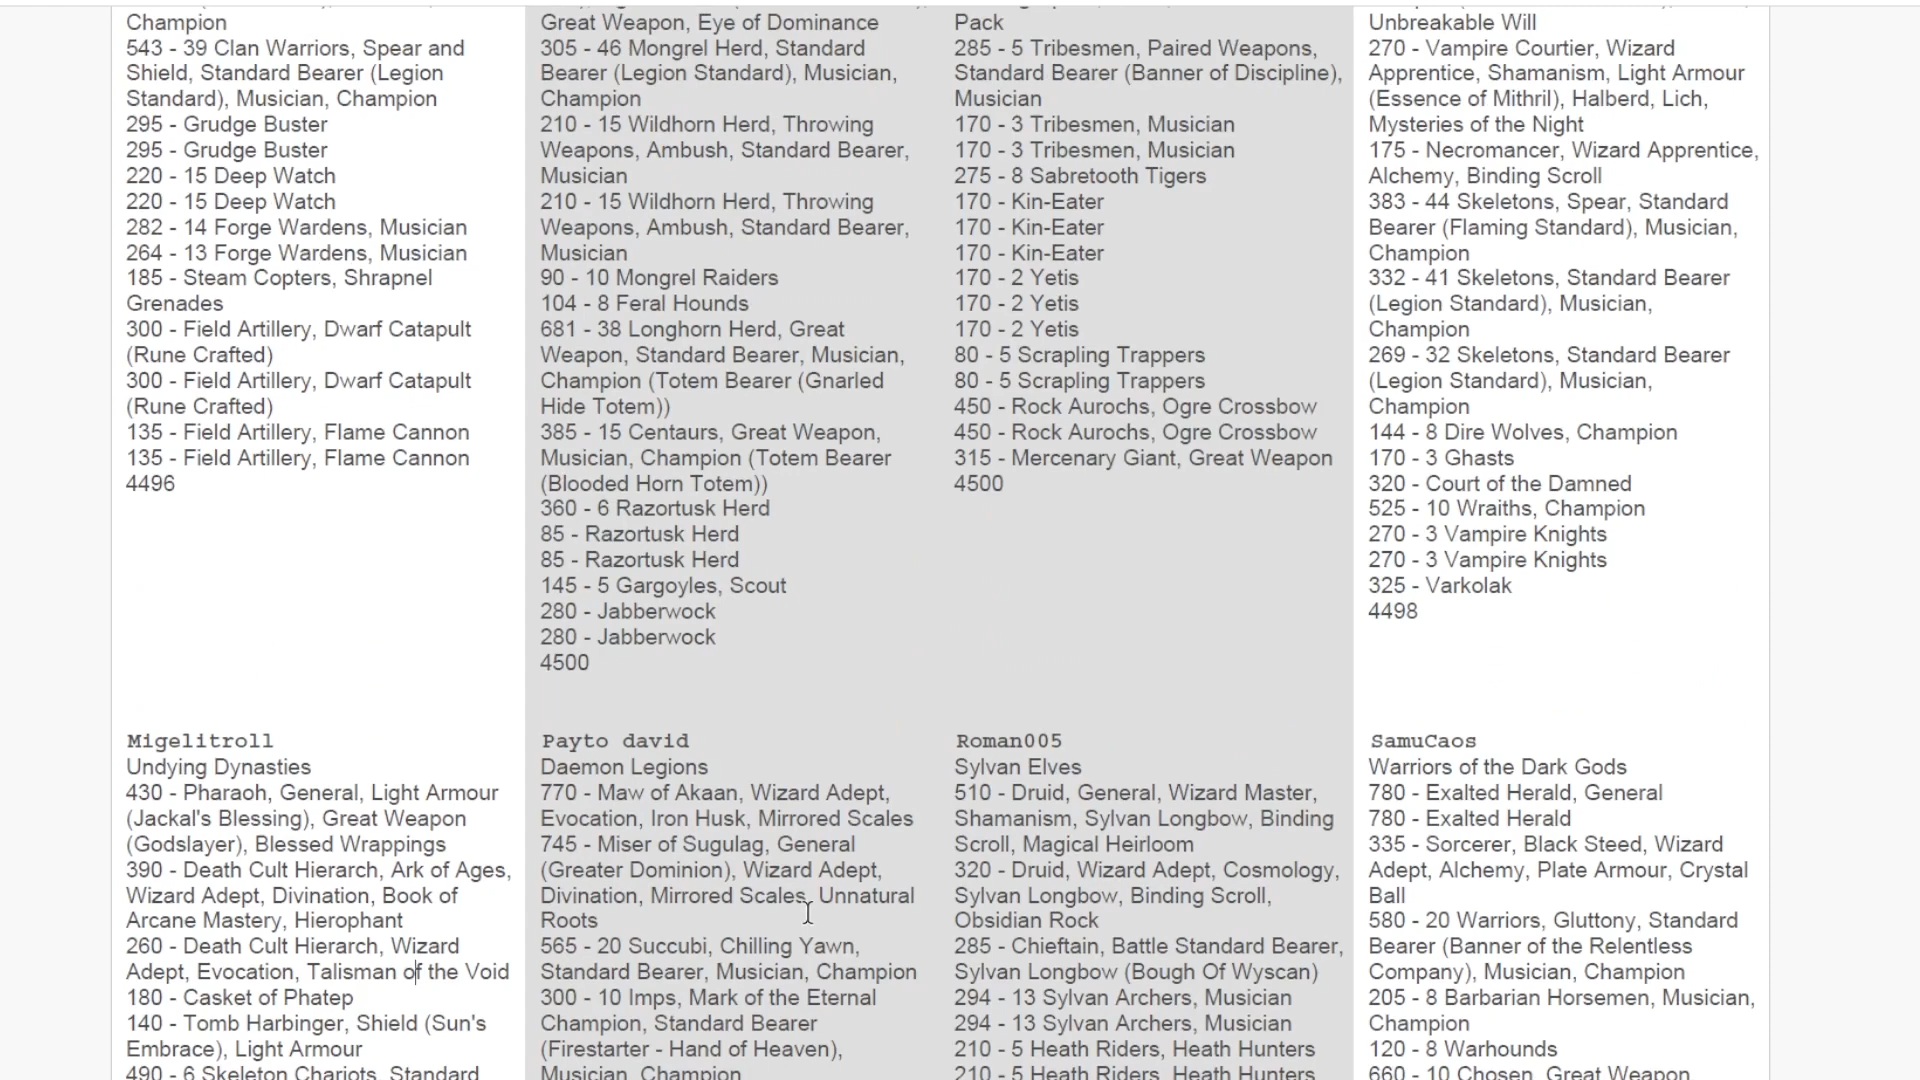 Champion
543 - 39 Clan Warriors, Spear and
Shield, Standard Bearer (Legion
Standard), Musician, Champion
295 - Grudge Buster
295 - Grudge Buster
220 - 15 Deep Watch
220 - 15 Deep Watch
282 - 14 Forge Wardens, Musician
264 - 13 Forge Wardens, Musician
185 - Steam Copters, Shrapnel
Grenades
300 - Field Artillery, Dwarf Catapult
(Rune Crafted)
300 - Field Artillery, Dwarf Catapult
(Rune Crafted)
135 - Field Artillery, Flame Cannon
135 - Field Artillery, Flame Cannon
4496
Great Weapon, Eye of Dominance
305 - 46 Mongrel Herd, Standard
Bearer (Legion Standard), Musician,
Champion
210 - 15 Wildhorn Herd, Throwing
Weapons, Ambush, Standard Bearer,
Musician
210 - 15 Wildhorn Herd, Throwing
Weapons, Ambush, Standard Bearer,
Musician
90 - 10 Mongrel Raiders
104 - 8 Feral Hounds
681 - 38 Longhorn Herd, Great
Weapon, Standard Bearer, Musician,
Champion (Totem Bearer (Gnarled
Hide Totem))
385 - 15 Centaurs, Great Weapon,
Musician, Champion (Totem Bearer
(Blooded Horn Totem))
360 - 6 Razortusk Herd
85 - Razortusk Herd
85 - Razortusk Herd
145 - 5 Gargoyles, Scout
280 - Jabberwock
280 - Jabberwock
4500
Pack
285 - 5 Tribesmen, Paired Weapons,
Standard Bearer (Banner of Discipline),
Musician
170 - 3 Tribesmen, Musician
170 - 3 Tribesmen, Musician
275 - 8 Sabretooth Tigers
170 - Kin-Eater
170 - Kin-Eater
170 - Kin-Eater
170 - 2 Yetis
170 - 2 Yetis
170 - 2 Yetis
80 - 5 Scrapling Trappers
80 - 5 Scrapling Trappers
450 - Rock Aurochs, Ogre Crossbow
450 - Rock Aurochs, Ogre Crossbow
315 - Mercenary Giant, Great Weapon
4500
Unbreakable Will
270 - Vampire Courtier, Wizard
Apprentice, Shamanism, Light Armour
(Essence of Mithril), Halberd, Lich,
Mysteries of the Night
175 - Necromancer, Wizard Apprentice,
Alchemy, Binding Scroll
383 - 44 Skeletons, Spear, Standard
Bearer (Flaming Standard), Musician,
Champion
332 - 41 Skeletons, Standard Bearer
(Legion Standard), Musician,
Champion
269 - 32 Skeletons, Standard Bearer
(Legion Standard), Musician,
Champion
144 - 8 Dire Wolves, Champion
170 - 3 Ghasts
320 - Court of the Damned
525 - 10 Wraiths, Champion
270 - 3 Vampire Knights
270 - 3 Vampire Knights
325 - Varkolak
4498
Migelitroll
Undying Dynasties
430 - Pharaoh, General, Light Armour
(Jackal's Blessing), Great Weapon
(Godslayer), Blessed Wrappings
390 - Death Cult Hierarch, Ark of Ages,
Wizard Adept, Divination, Book of
Arcane Mastery, Hierophant
260 - Death Cult Hierarch, Wizard
Adept, Evocation, Talisman of the Void
180 - Casket of Phatep
140 - Tomb Harbinger, Shield (Sun's
Embrace), Light Armour
490 - 6 Skeleton Chariots, Standard
Payto david
Daemon Legions
770 - Maw of Akaan, Wizard Adept,
Evocation, Iron Husk, Mirrored Scales
745 - Miser of Sugulag, General
(Greater Dominion), Wizard Adept,
Divination, Mirrored Scales, Unnatural
Roots
565 - 20 Succubi, Chilling Yawn,
Standard Bearer, Musician, Champion
300 - 10 Imps, Mark of the Eternal
Champion, Standard Bearer
(Firestarter - Hand of Heaven),
Musician, Champion
Roman005
Sylvan Elves
510 - Druid, General, Wizard Master,
Shamanism, Sylvan Longbow, Binding
Scroll, Magical Heirloom
320 - Druid, Wizard Adept, Cosmology,
Sylvan Longbow, Binding Scroll,
Obsidian Rock
285 - Chieftain, Battle Standard Bearer,
Sylvan Longbow (Bough Of Wyscan)
294 - 13 Sylvan Archers, Musician
294 - 13 Sylvan Archers, Musician
210 - 5 Heath Riders, Heath Hunters
210 - 5 Heath Riders, Heath Hunters
SamuCaos
Warriors of the Dark Gods
780 - Exalted Herald, General
780 - Exalted Herald
335 - Sorcerer, Black Steed, Wizard
Adept, Alchemy, Plate Armour, Crystal
Ball
580 - 20 Warriors, Gluttony, Standard
Bearer (Banner of the Relentless
Company), Musician, Champion
205 - 8 Barbarian Horsemen, Musician,
Champion
120 - 8 Warhounds
660 - 10 Chosen, Great Weapon